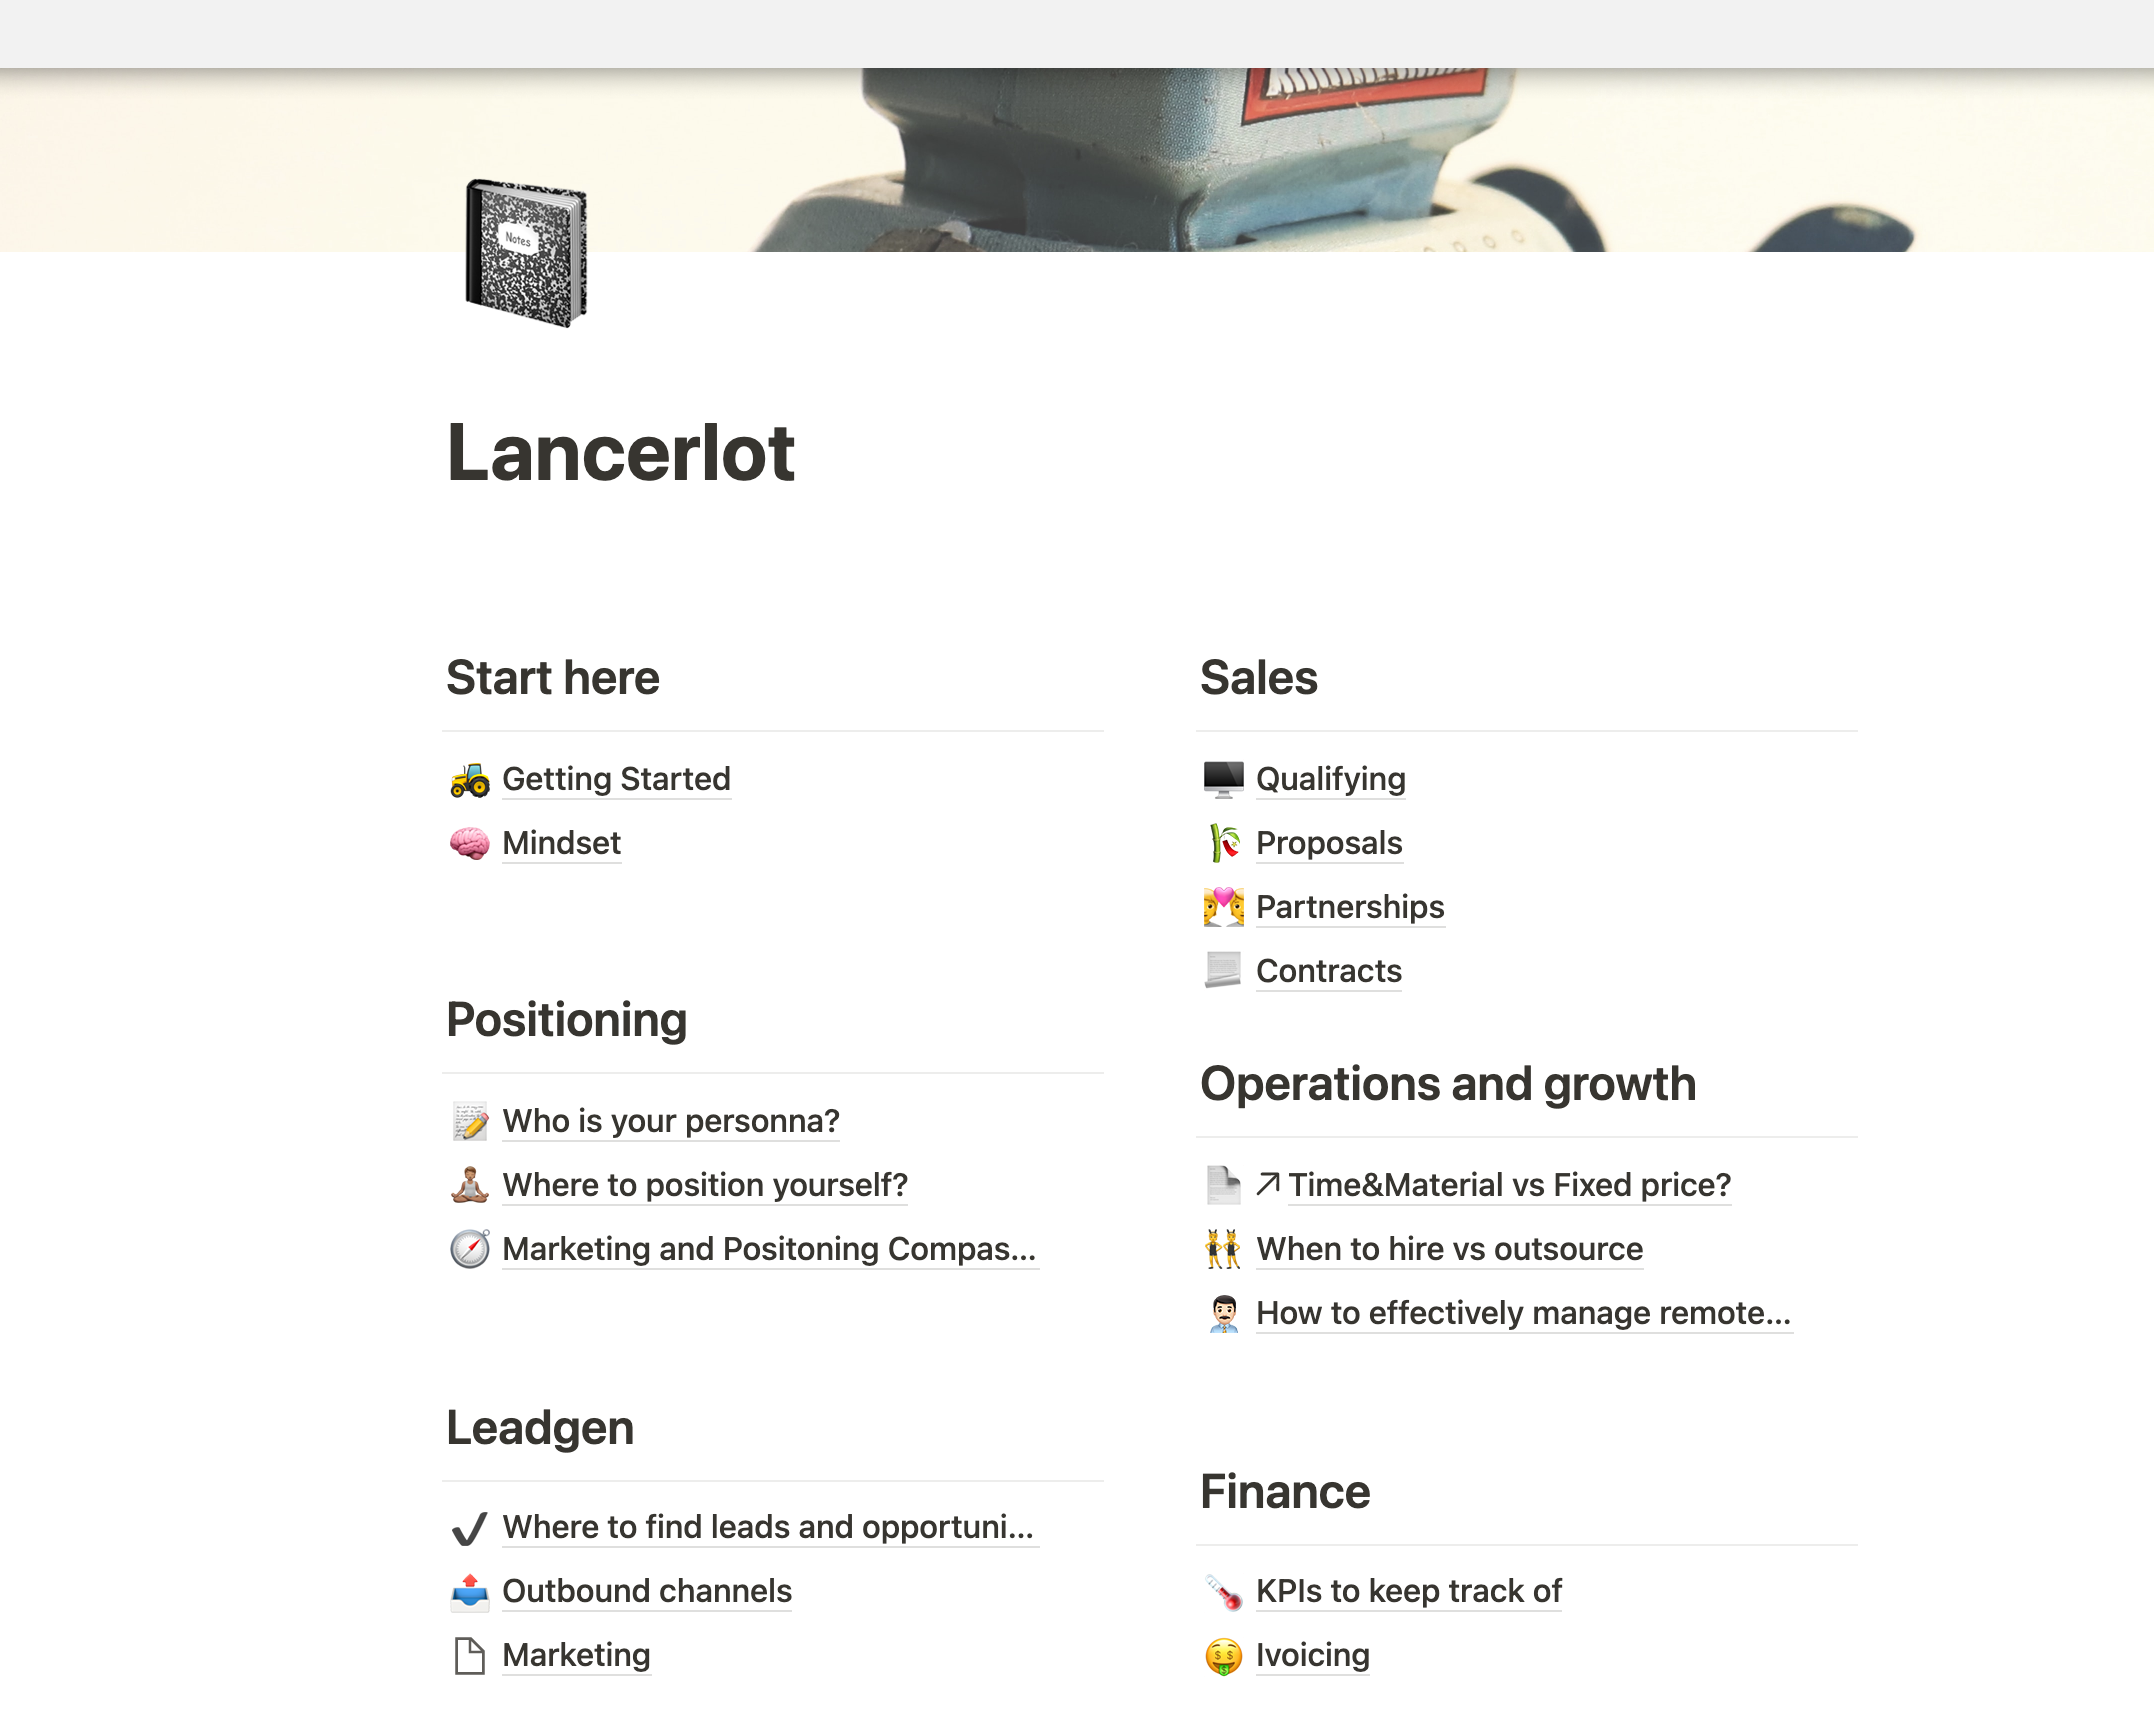 Notes
Lancerlot
Start here
Getting Started
Mindset
Positioning
Who is your personna?
Where to position yourself?
Marketing and Positoning Compas...
Leadgen
Where to find leads and opportuni...
Outbound channels
Marketing
Sales
Qualifying
Proposals
Partnerships
Contracts
Operations and growth
Time&Material vs Fixed price?
When to hire vs outsource
How to effectively manage remote...
Finance
KPIs to keep track of
Ivoicing